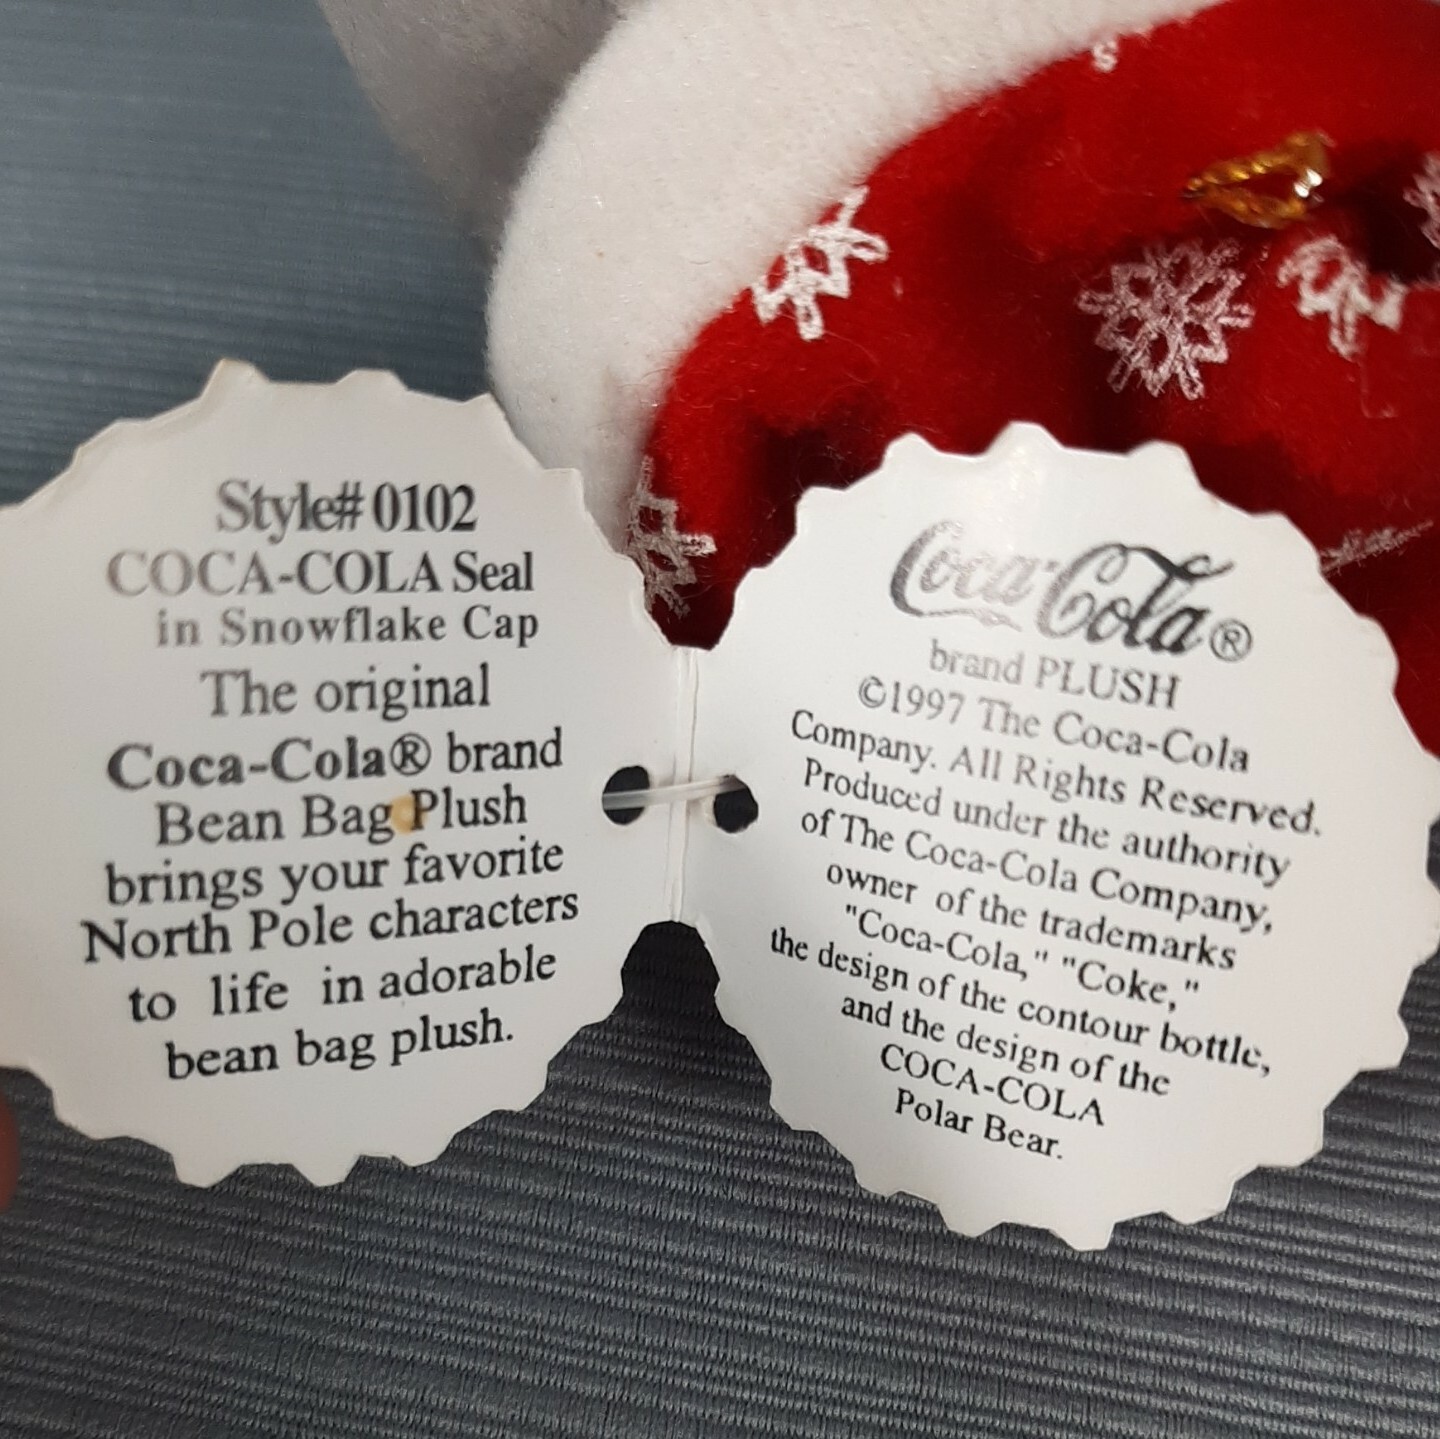 Style# 0102
COCA-COLA Seal
in Snowflake Cap
The original
Coca-Cola® brand
Bean Bag Plush
brings your favorite
North Pole characters
to life in adorable
bean bag plush.
Coca-Cola®
brand PLUSH
©1997 The Coca-Cola
Company. All Rights Reserved.
Produced under the authority
of The Coca-Cola Company,
owner of the trademarks
"Coca-Cola," "Coke,"
the design of the contour bottle,
and the design of the
COCA-COLA
Polar Bear.